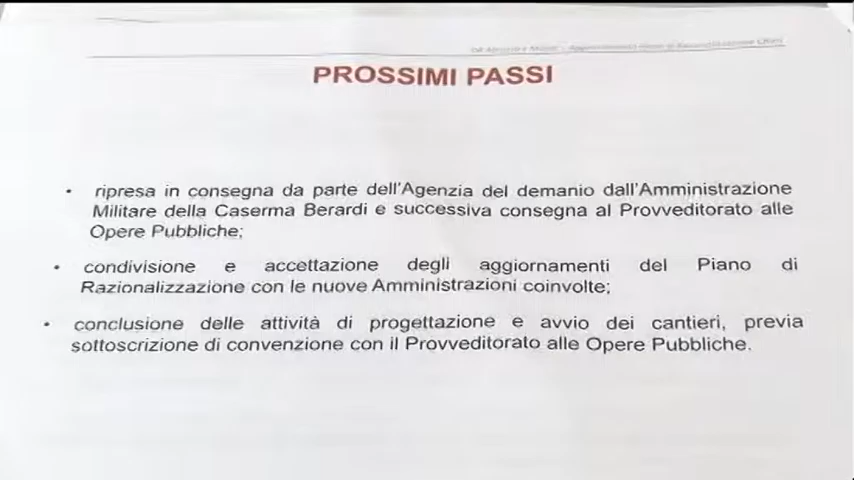 PROSSIMI PASSI
• ripresa in consegna da parte dell'Agenzia del demanio dall'Amministrazione
Militare della Caserma Berardi e successiva consegna al Provveditorato alle
Opere Pubbliche;
• condivisione e accettazione degli aggiornamenti del Piano di
Razionalizzazione con le nuove Amministrazioni coinvolte;
• conclusione delle attività di progettazione e avvio dei cantieri, previa
sottoscrizione di convenzione con il Provveditorato alle Opere Pubbliche.